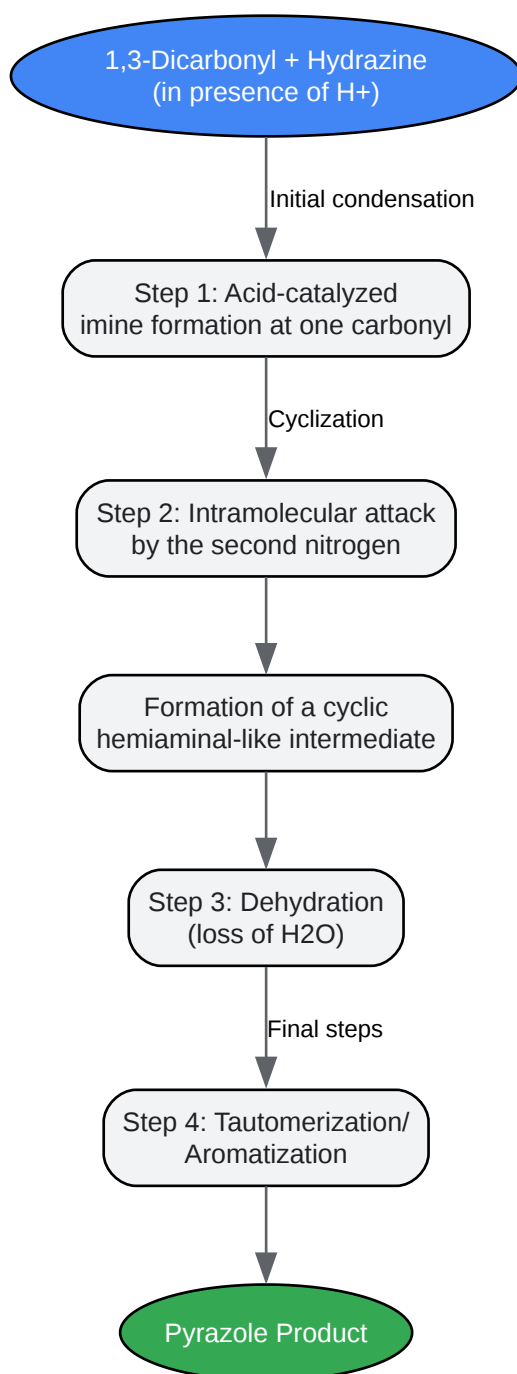 1,3-Dicarbonyl + Hydrazine
(in presence of H+)
Initial condensation
Step 1: Acid-catalyzed
imine formation at one carbonyl
Cyclization
Step 2: Intramolecular attack
by the second nitrogen
Formation of a cyclic
hemiaminal-like intermediate
Step 3: Dehydration
(loss of H2O)
Final steps
Step 4: Tautomerization/
Aromatization
Pyrazole Product